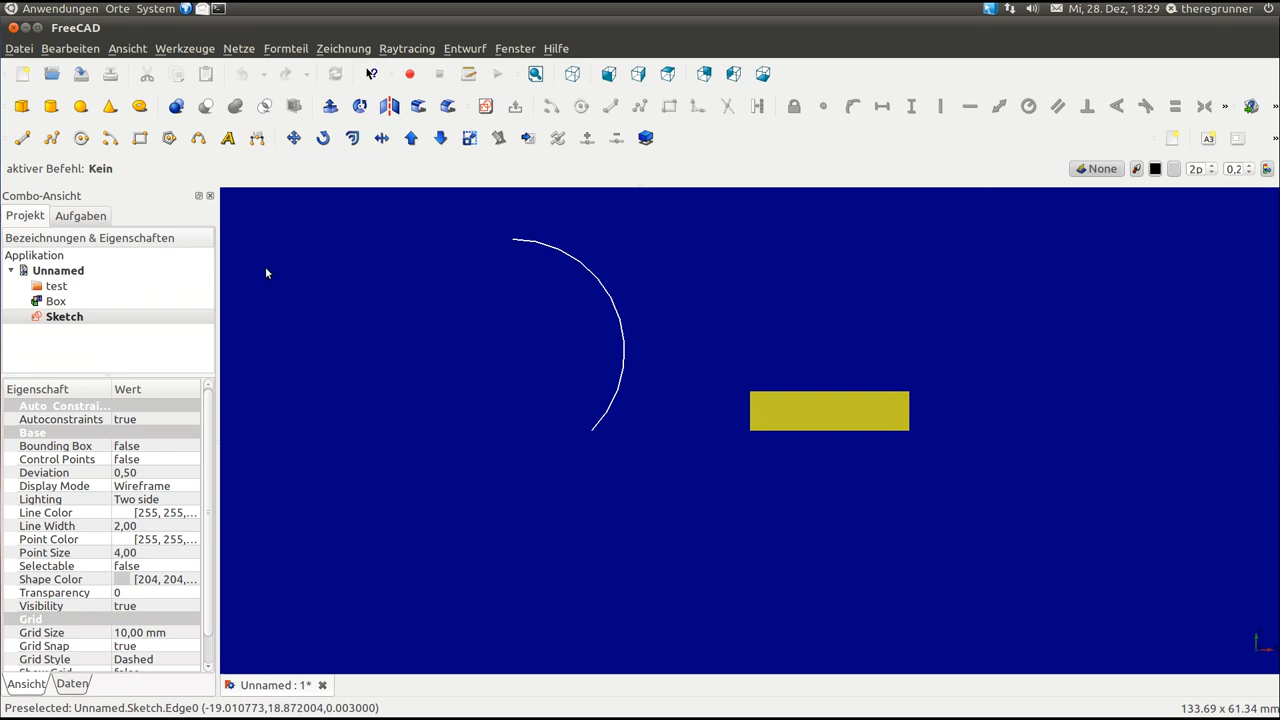 Anwendungen Orte System
Mi, 28. Dez, 18:29 theregrunner
FreeCAD
Datei Bearbeiten Ansicht Werkzeuge Netze Formteil Zeichnung Raytracing Entwurf Fenster Hilfe
»
A A3 »
aktiver Befehl: Kein
None 2p 0,2
Combo-Ansicht
Projekt Aufgaben
Bezeichnungen & Eigenschaften
Applikation
Unnamed
test
Box
Sketch
Eigenschaft Wert
Auto Constrai...
Autoconstraints true
Base
Bounding Box false
Control Points false
Deviation 0,50
Display Mode Wireframe
Lighting Two side
Line Color [255, 255,...
Line Width 2,00
Point Color [255, 255,...
Point Size 4,00
Selectable false
Shape Color [204, 204,...
Transparency 0
Visibility true
Grid
Grid Size 10,00 mm
Grid Snap true
Grid Style Dashed
Ansicht Daten
Unnamed : 1*
Preselected: Unnamed.Sketch.Edge0 (-19.010773,18.872004,0.003000)
133.69 x 61.34 mm